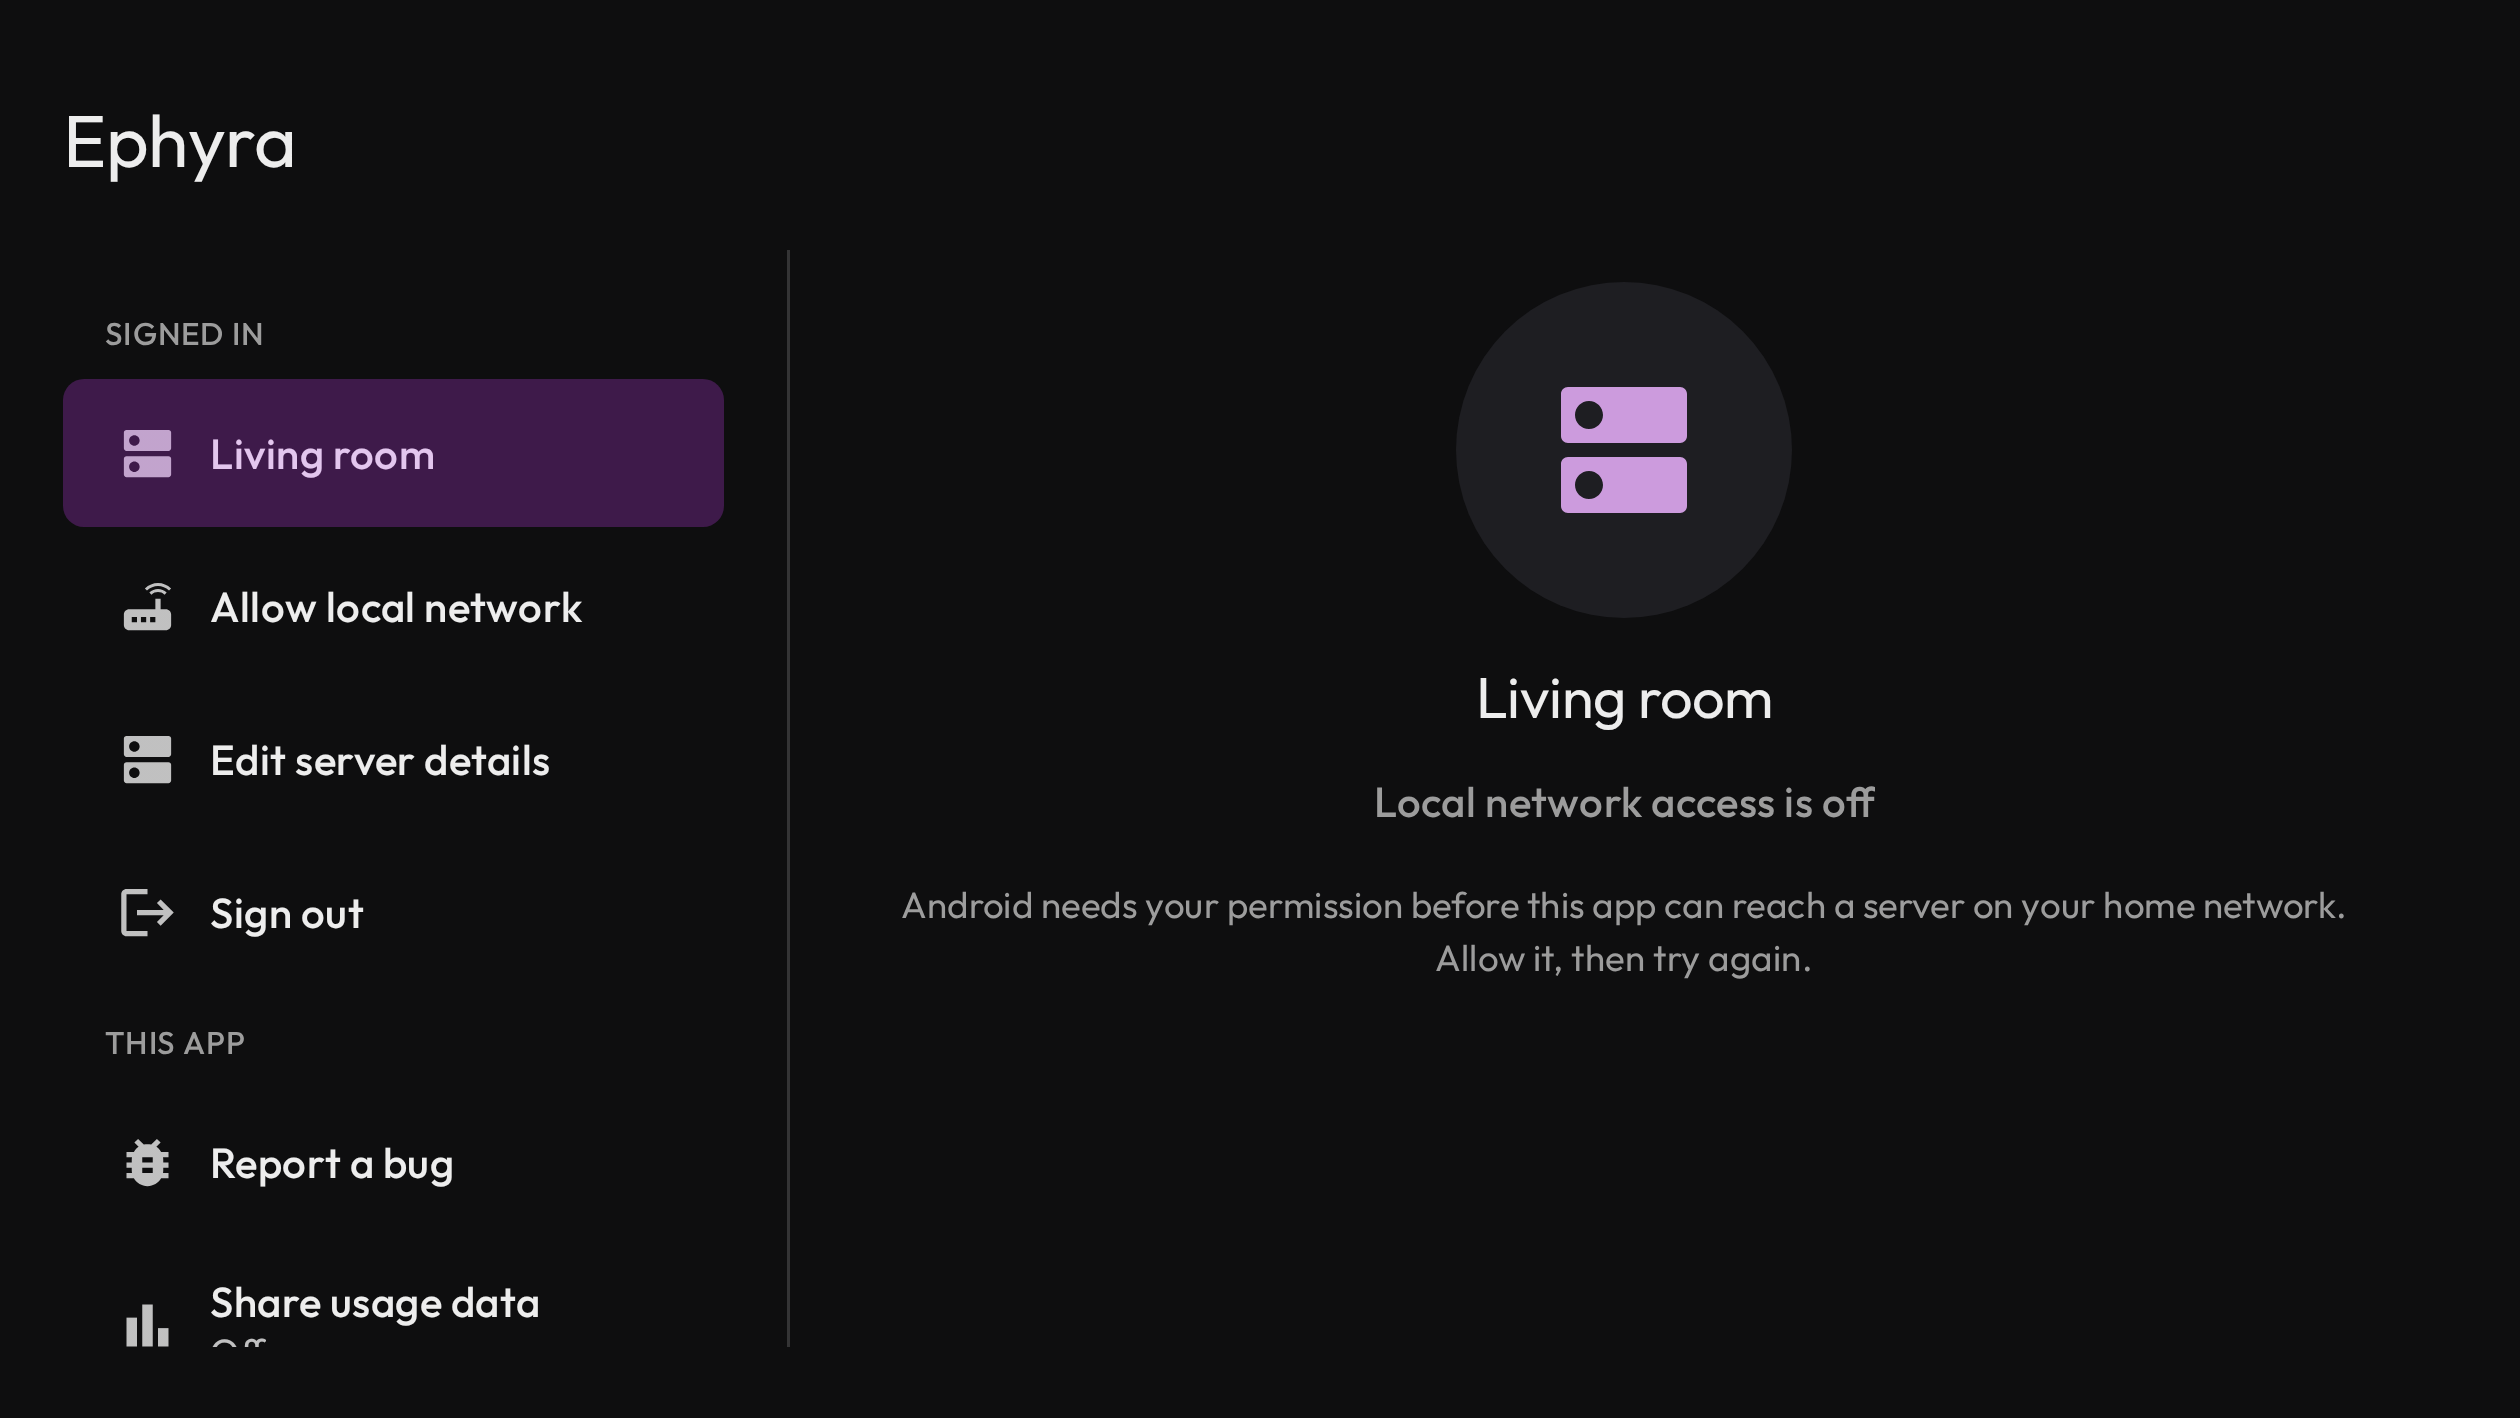 Ephyra
SIGNED IN
Living room
Allow local network
Edit server details
Sign out
THIS APP
Report a bug
Share usage data
Living room
Local network access is off
Android needs your permission before this app can reach a server on your home network.
Allow it, then try again.